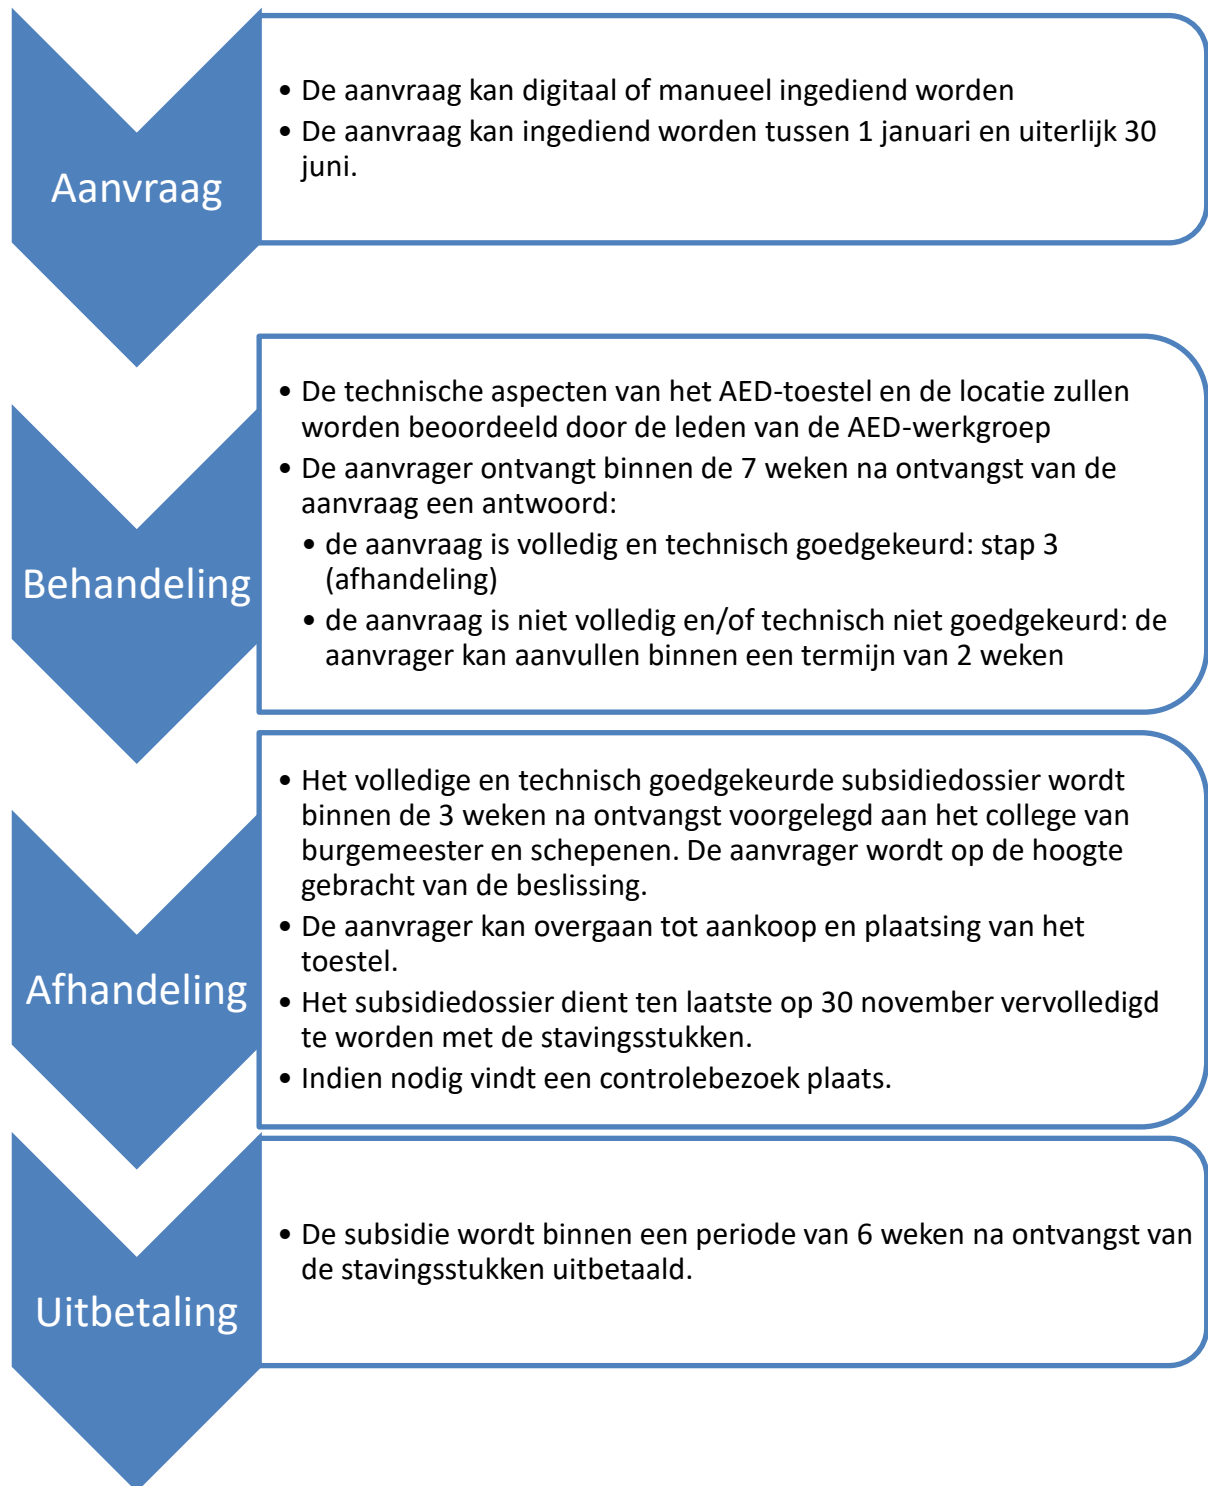 Aanvraag
• De aanvraag kan digitaal of manueel ingediend worden
• De aanvraag kan ingediend worden tussen 1 januari en uiterlijk 30
juni.
Behandeling
• De technische aspecten van het AED-toestel en de locatie zullen
worden beoordeeld door de leden van de AED-werkgroep
• De aanvrager ontvangt binnen de 7 weken na ontvangst van de
aanvraag een antwoord:
• de aanvraag is volledig en technisch goedgekeurd: stap 3
(afhandeling)
• de aanvraag is niet volledig en/of technisch niet goedgekeurd: de
aanvrager kan aanvullen binnen een termijn van 2 weken
Afhandeling
• Het volledige en technisch goedgekeurde subsidiedossier wordt
binnen de 3 weken na ontvangst voorgelegd aan het college van
burgemeester en schepenen. De aanvrager wordt op de hoogte
gebracht van de beslissing.
• De aanvrager kan overgaan tot aankoop en plaatsing van het
toestel.
• Het subsidiedossier dient ten laatste op 30 november vervolledigd
te worden met de stavingsstukken.
• Indien nodig vindt een controlebezoek plaats.
Uitbetaling
• De subsidie wordt binnen een periode van 6 weken na ontvangst van
de stavingsstukken uitbetaald.